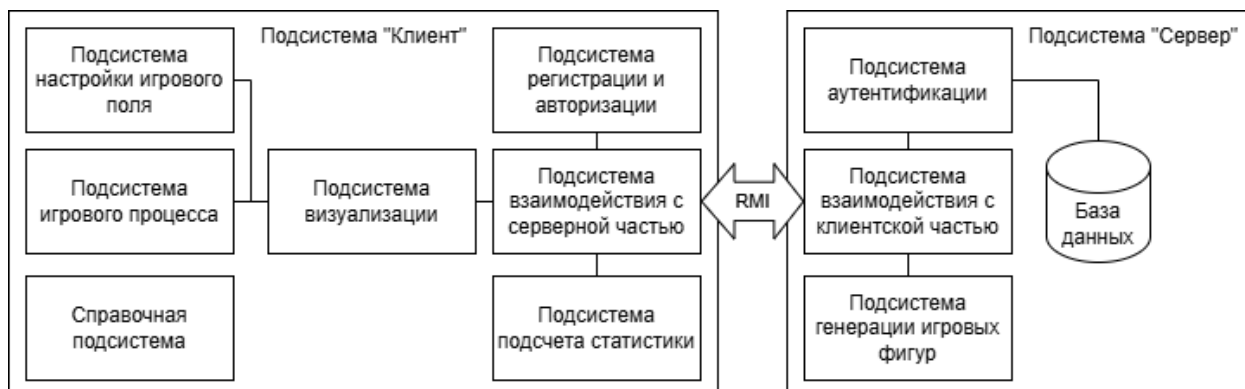 Подсистема "Клиент"
Подсистема
настройки игрового
поля
Подсистема
регистрации и
авторизации
Подсистема
игрового процесса
Подсистема
визуализации
Подсистема
взаимодействия с
серверной частью
Справочная
подсистема
Подсистема
подсчета статистики
RMI
Подсистема "Сервер"
Подсистема
аутентификации
Подсистема
взаимодействия с
клиентской частью
База
данных
Подсистема
генерации игровых
фигур